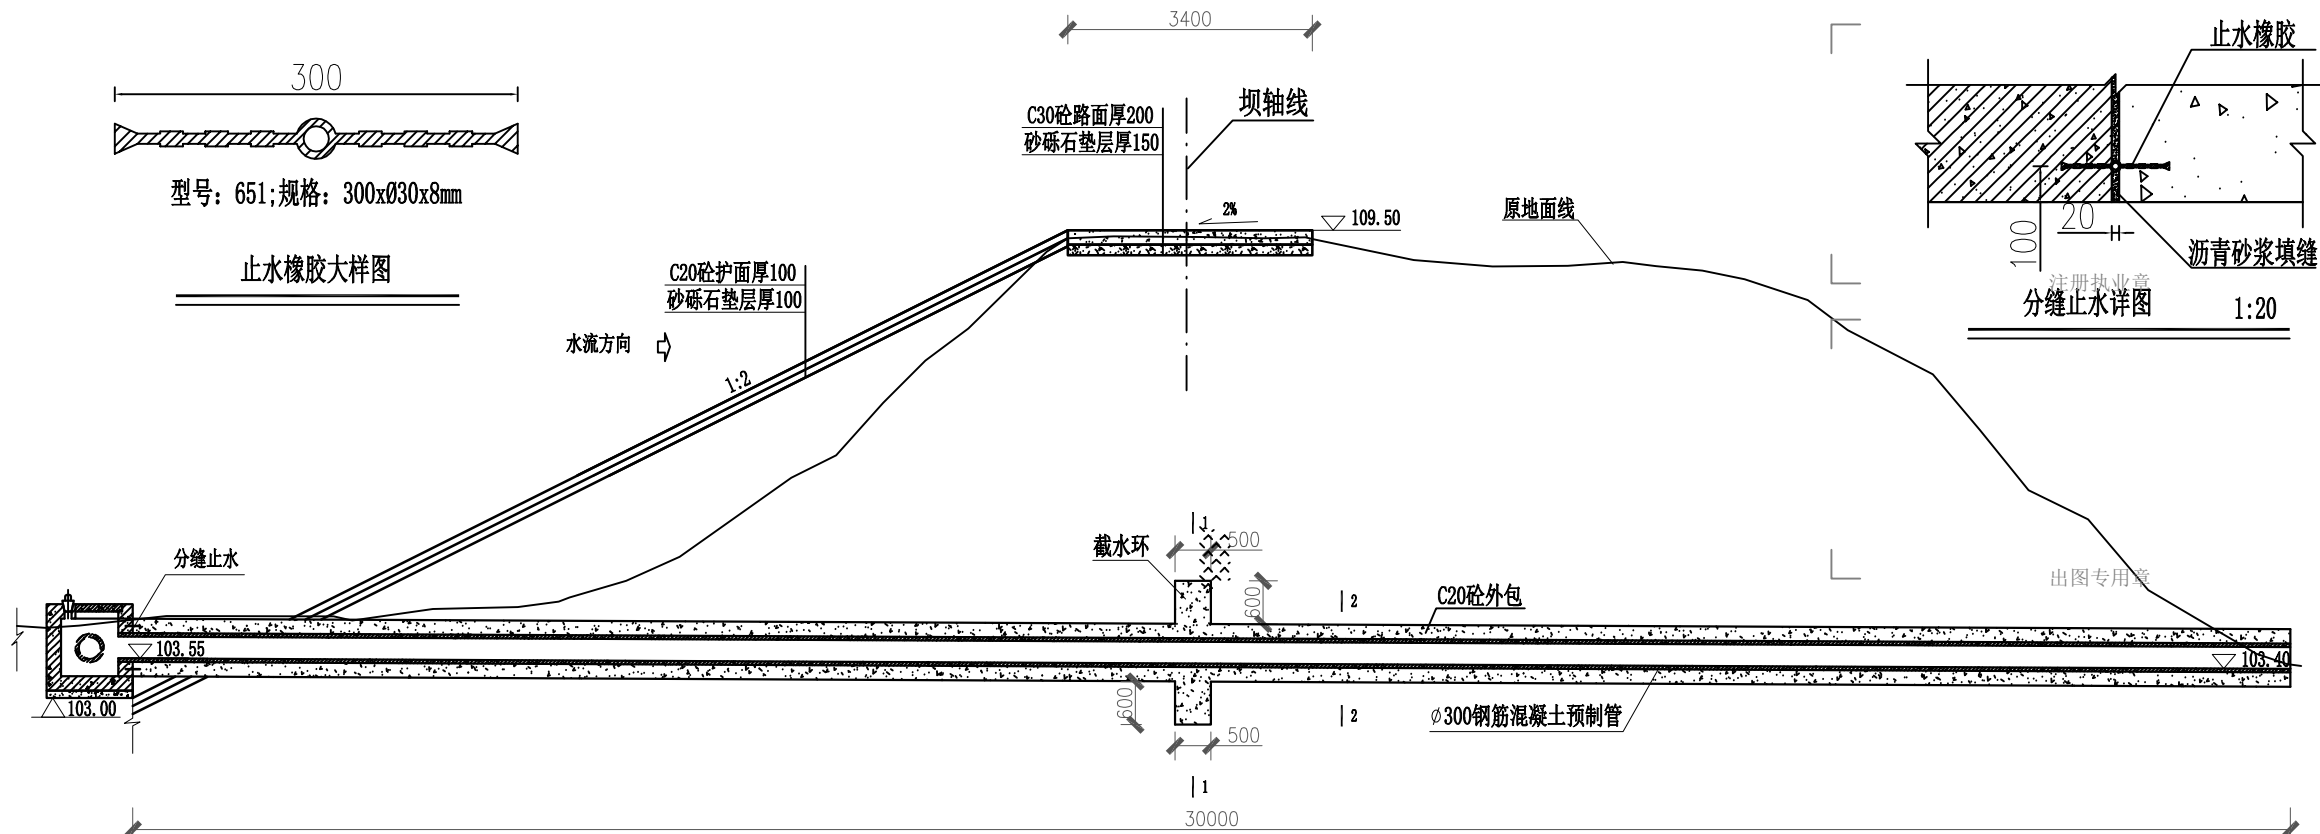 3400
300
型号：651;规格：300xØ30x8mm
止水橡胶大样图
C30砼路面厚200
砂砾石垫层厚150
坝轴线
2%
109.50
原地面线
C20砼护面厚100
砂砾石垫层厚100
水流方向
1:2
止水橡胶
20
100
沥青砂浆填缝
注册执业章
分缝止水详图
1:20
分缝止水
103.55
103.00
截水环
1
500
600
2
C20砼外包
出图专用章
103.40
600
500
2
∅300钢筋混凝土预制管
1
30000